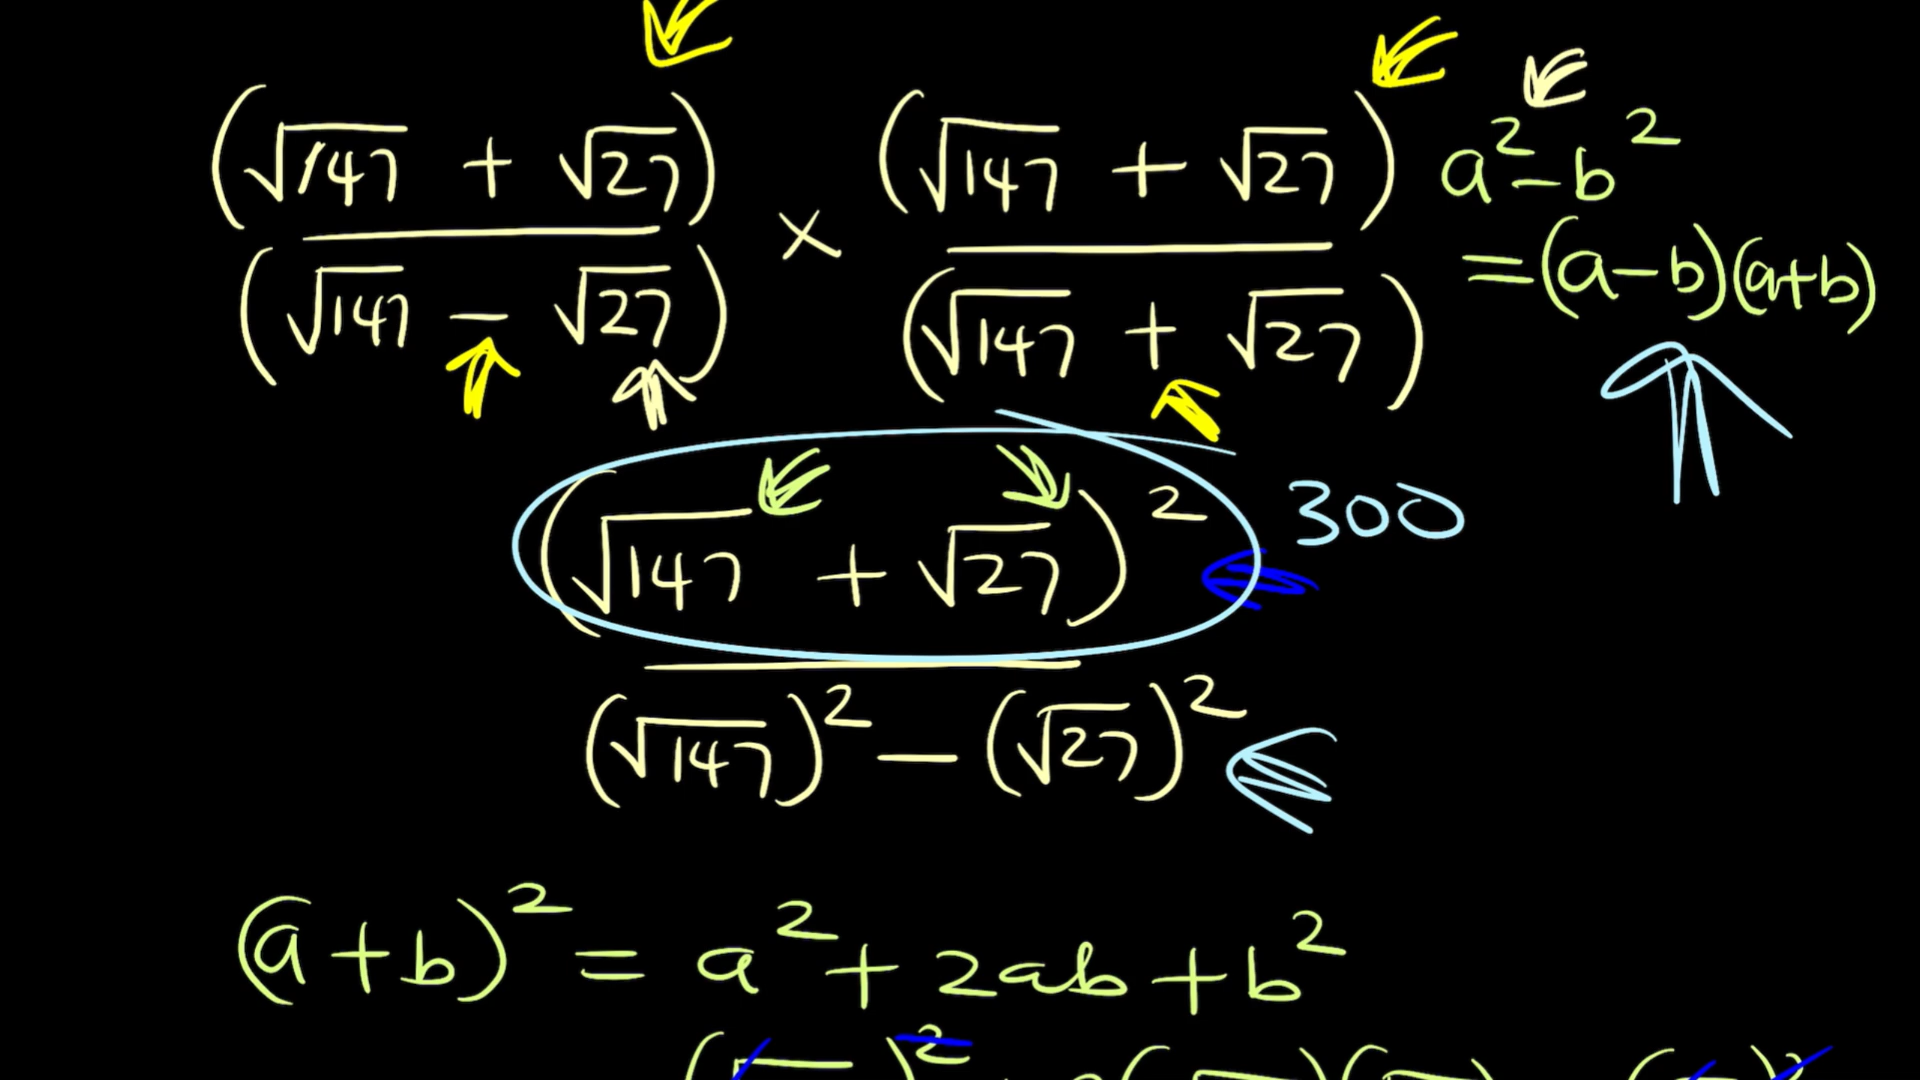 (√147 + √27) × (√147 + √27)
(√147 − √27) (√147 + √27)
a² − b²
= (a − b)(a + b)
(√147 + √27)² 300
(√147)² − (√27)²
(a + b)² = a² + 2ab + b²